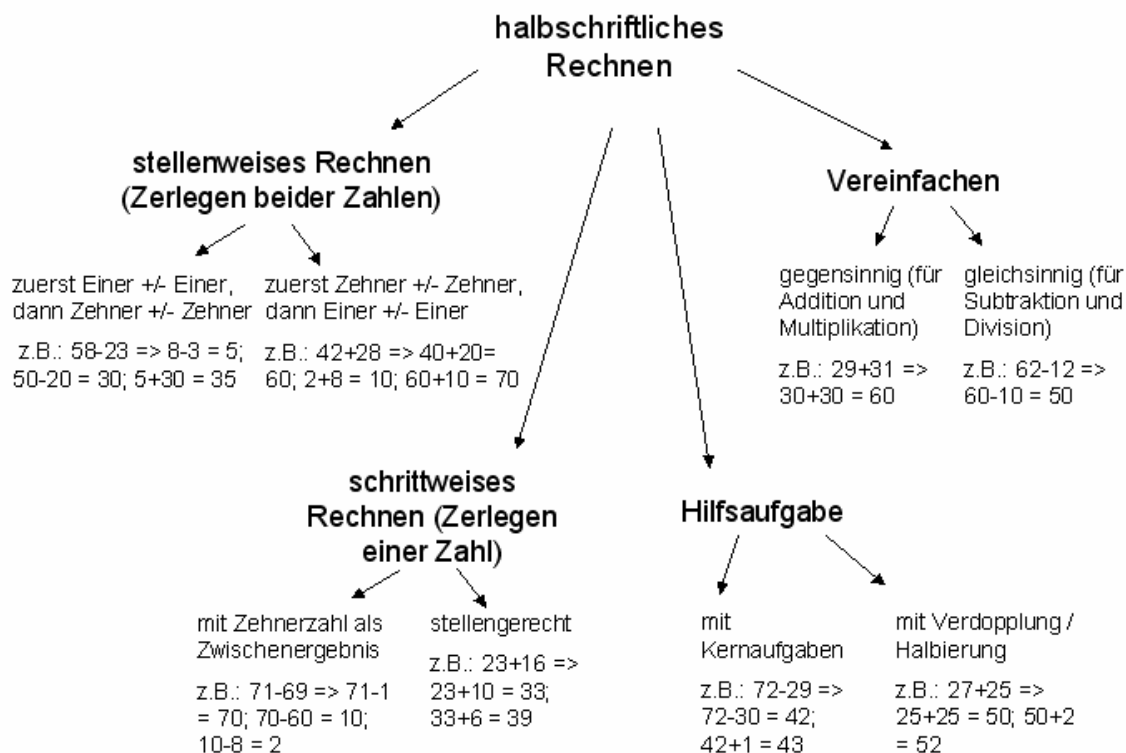 halbschriftliches
Rechnen
stellenweises Rechnen
(Zerlegen beider Zahlen)
zuerst Einer +/- Einer,
dann Zehner +/- Zehner
z.B.: 58-23 => 8-3 = 5;
50-20 = 30; 5+30 = 35
zuerst Zehner +/- Zehner,
dann Einer +/- Einer
z.B.: 42+28 => 40+20=
60; 2+8 = 10; 60+10 = 70
Vereinfachen
gegensinnig (für
Addition und
Multiplikation)
z.B.: 29+31 =>
30+30 = 60
gleichsinnig (für
Subtraktion und
Division)
z.B.: 62-12 =>
60-10 = 50
schrittweises
Rechnen (Zerlegen
einer Zahl)
mit Zehnerzahl als
Zwischenergebnis
z.B.: 71-69 => 71-1
= 70; 70-60 = 10;
10-8 = 2
stellengerecht
z.B.: 23+16 =>
23+10 = 33;
33+6 = 39
Hilfsaufgabe
mit
Kernaufgaben
z.B.: 72-29 =>
72-30 = 42;
42+1 = 43
mit Verdopplung /
Halbierung
z.B.: 27+25 =>
25+25 = 50; 50+2
= 52